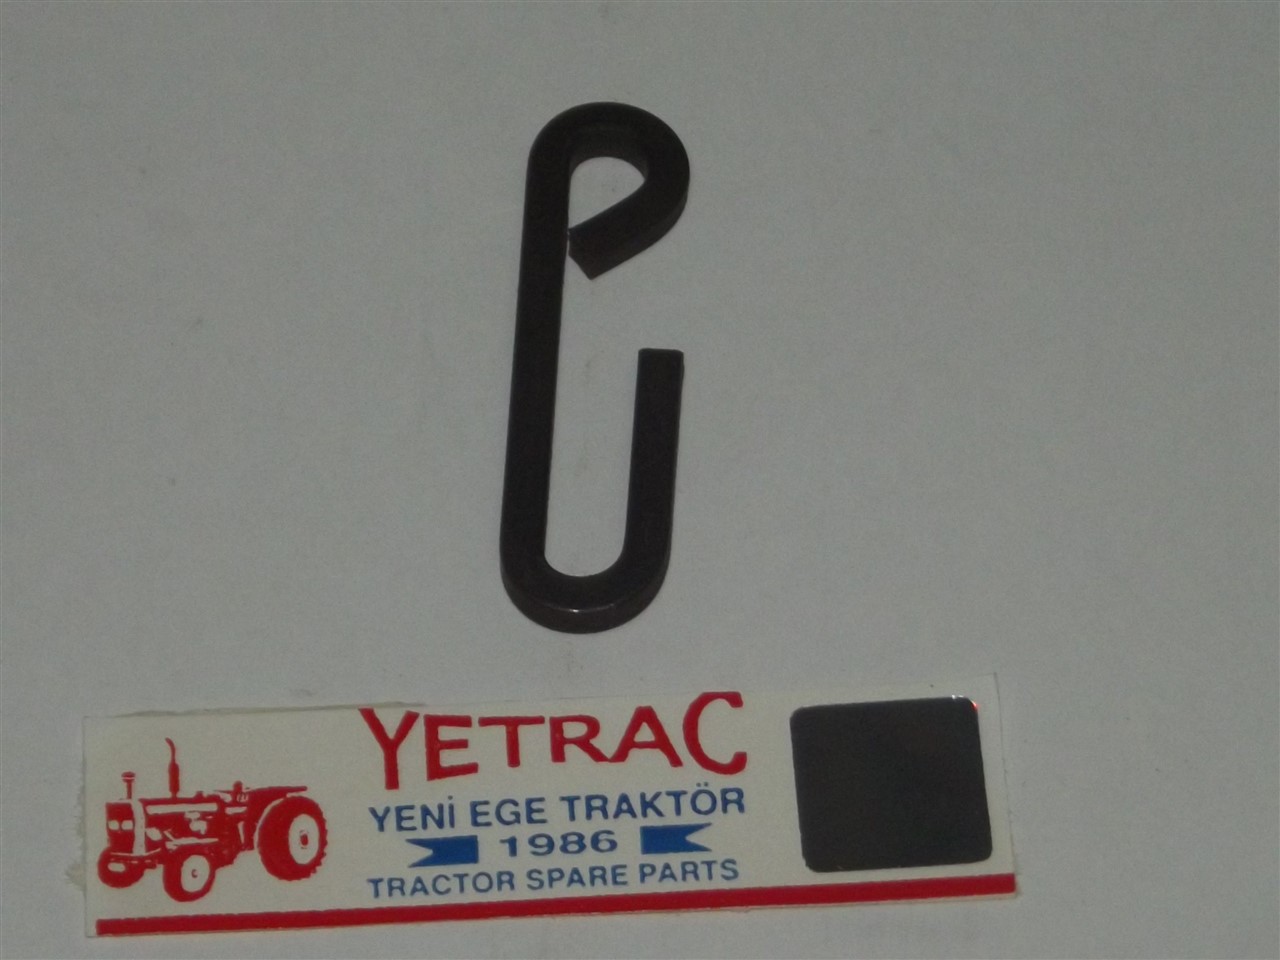 YETRAC
YENİ EGE TRAKTÖR
1986
TRACTOR SPARE PARTS